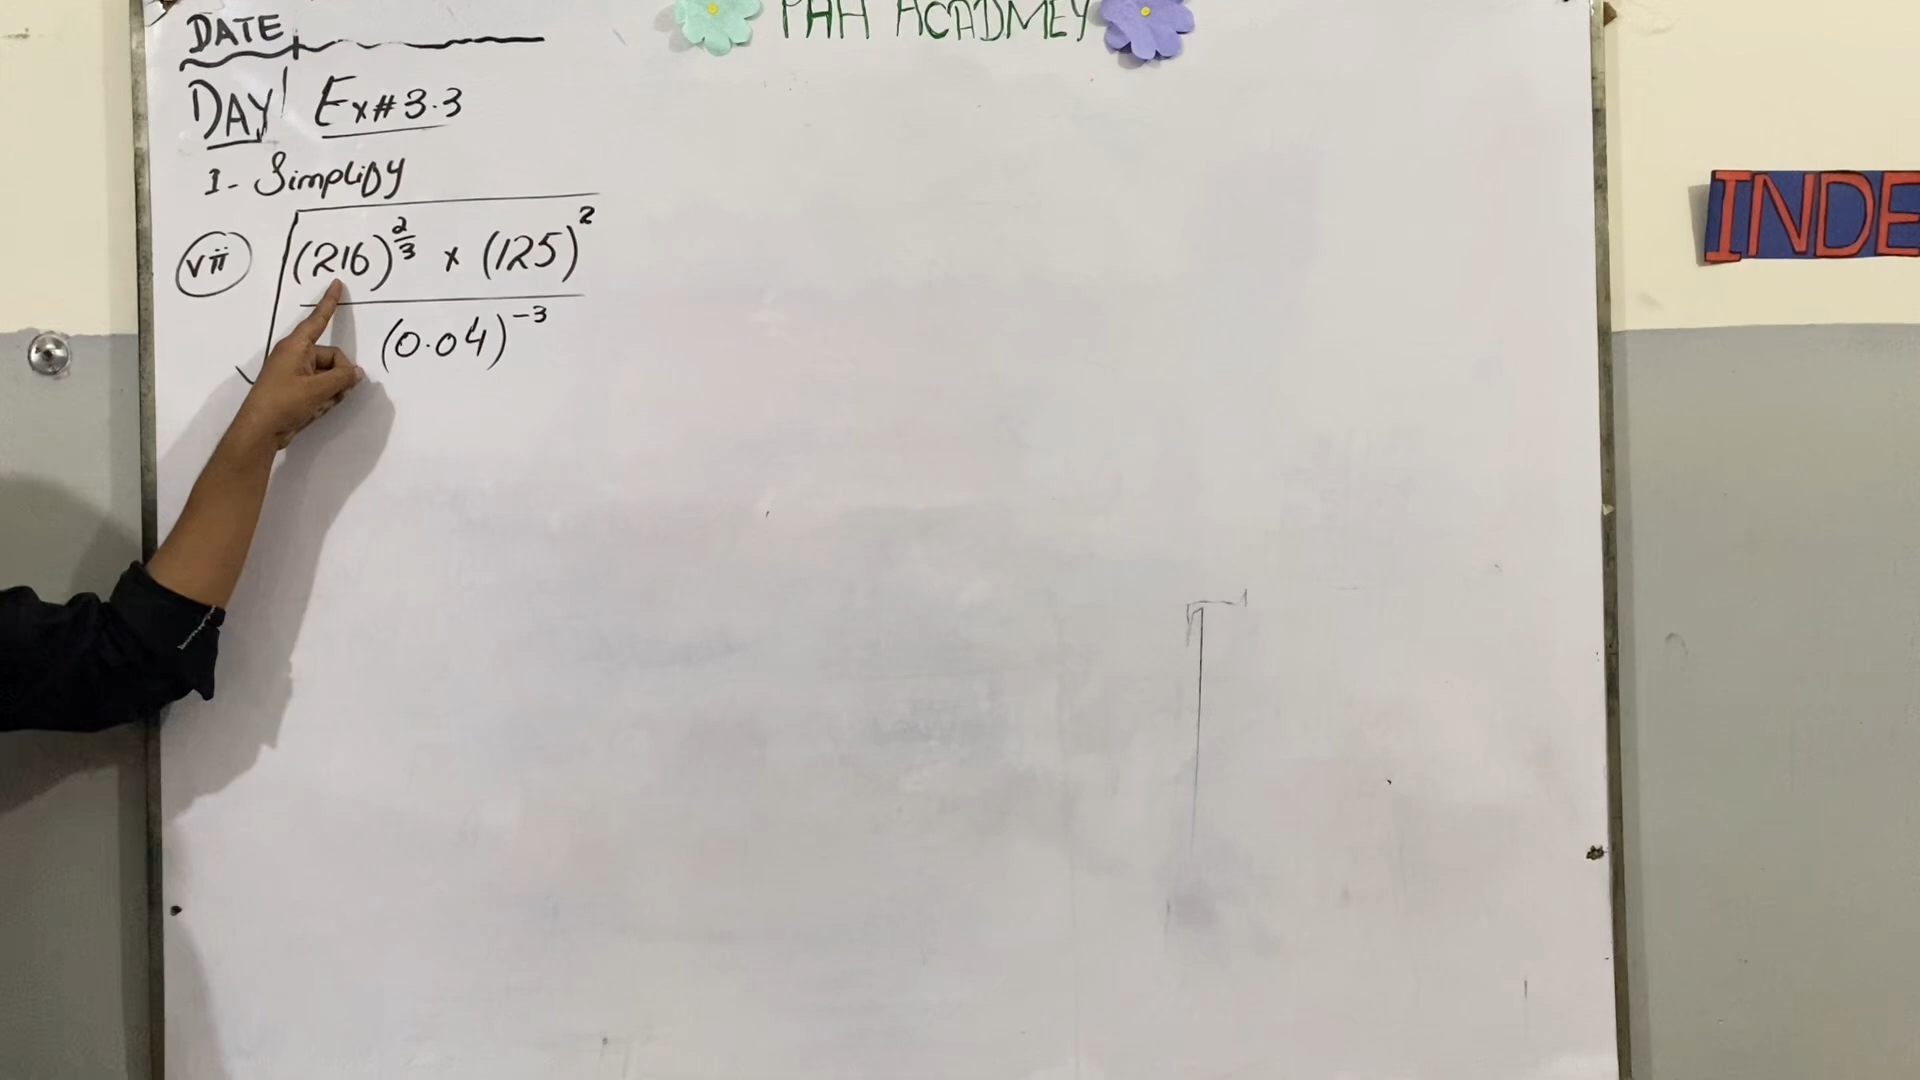 PAH ACADMEY
DATE
DAY Ex# 3.3
1- Simplify
vii √((216)^(2/3) × (125)^2
(0.04)^-3)
INDE